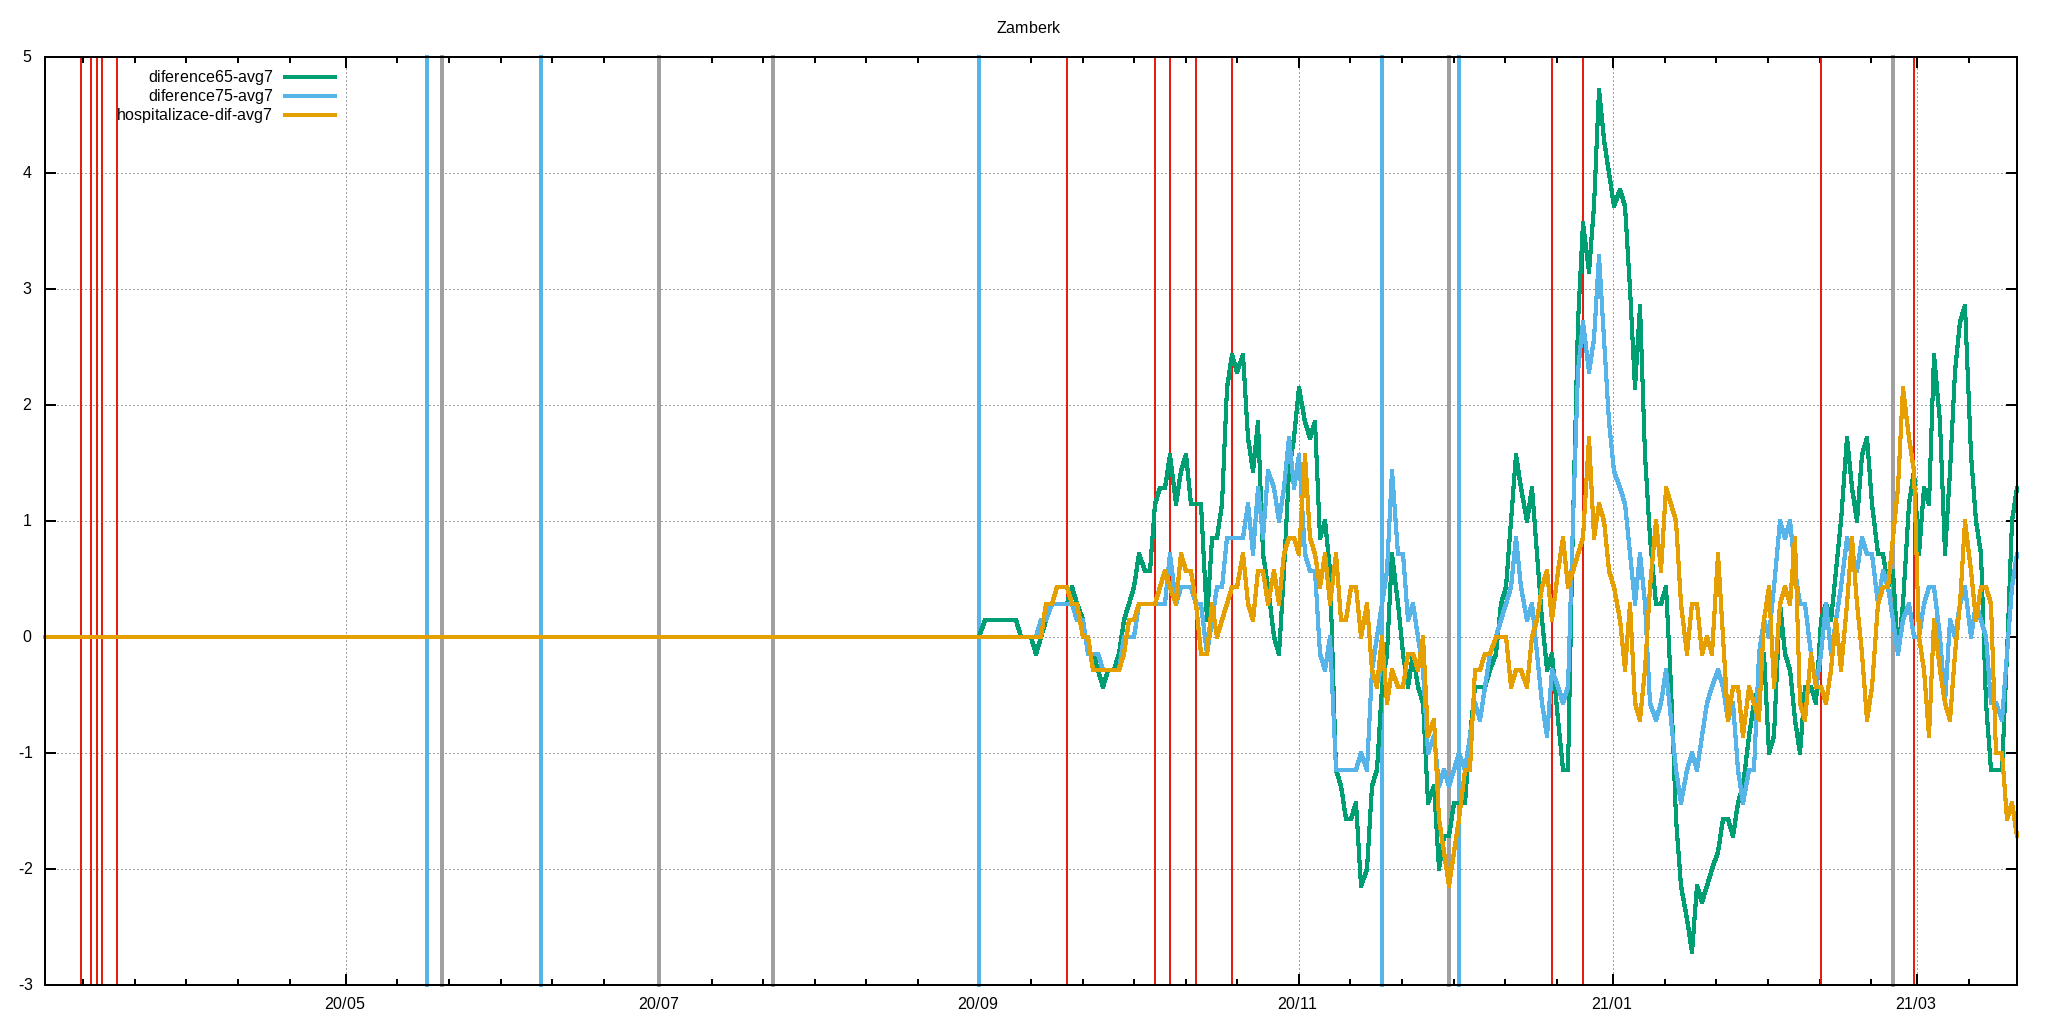 Zamberk
diference65-avg7
diference75-avg7
hospitalizace-dif-avg7
5
4
3
2
1
0
-1
-2
-3
20/05 20/07 20/09 20/11 21/01 21/03